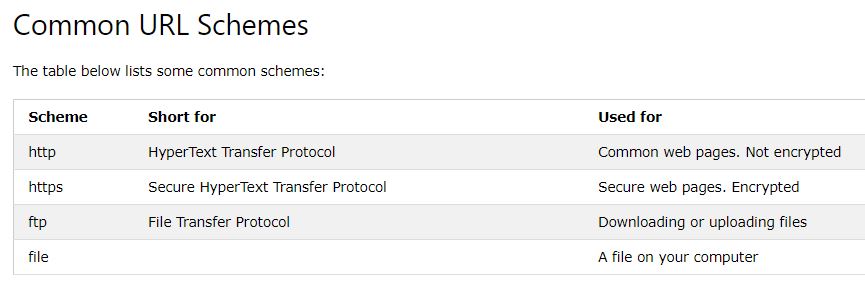 Common URL Schemes
The table below lists some common schemes:
Scheme Short for Used for
http HyperText Transfer Protocol Common web pages. Not encrypted
https Secure HyperText Transfer Protocol Secure web pages. Encrypted
ftp File Transfer Protocol Downloading or uploading files
file A file on your computer